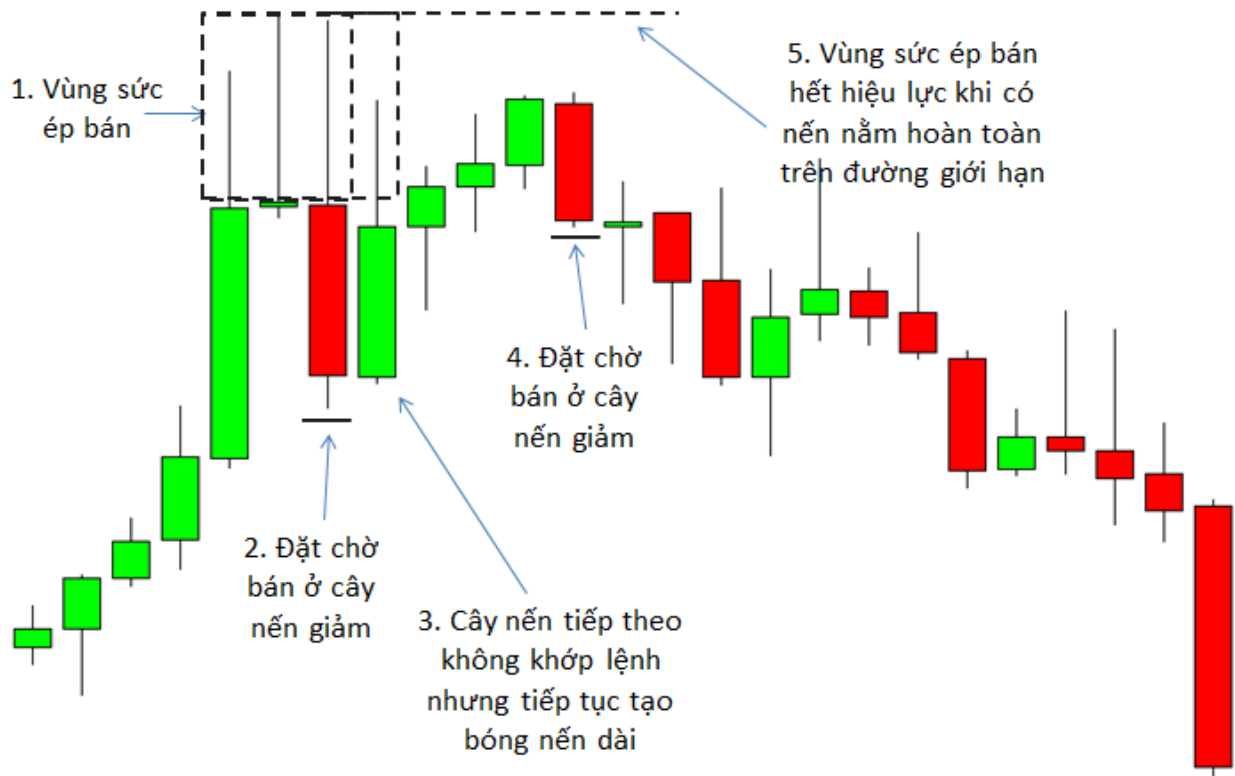 1. Vùng sức
ép bán
2. Đặt chờ
bán ở cây
nến giảm
3. Cây nến tiếp theo
không khớp lệnh
nhưng tiếp tục tạo
bóng nến dài
4. Đặt chờ
bán ở cây
nến giảm
5. Vùng sức ép bán
hết hiệu lực khi có
nến nằm hoàn toàn
trên đường giới hạn